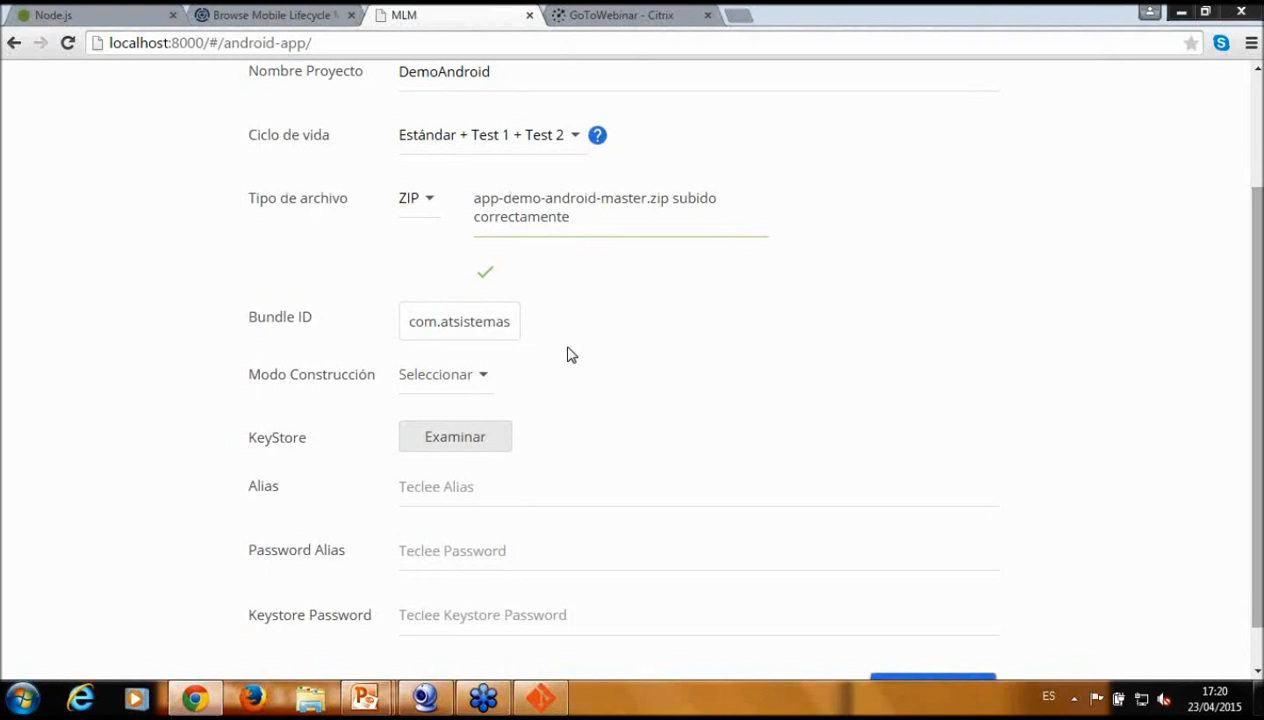 Node.js
Browse Mobile Lifecycle M
MLM
GoToWebinar - Citrix
localhost:8000/#/android-app/
Nombre Proyecto
DemoAndroid
Ciclo de vida
Estándar + Test 1 + Test 2
?
Tipo de archivo
ZIP
app-demo-android-master.zip subido
correctamente
Bundle ID
com.atsistemas
Modo Construcción
Seleccionar
KeyStore
Examinar
Alias
Teclee Alias
Password Alias
Teclee Password
Keystore Password
Teclee Keystore Password
ES
17:20
23/04/2015